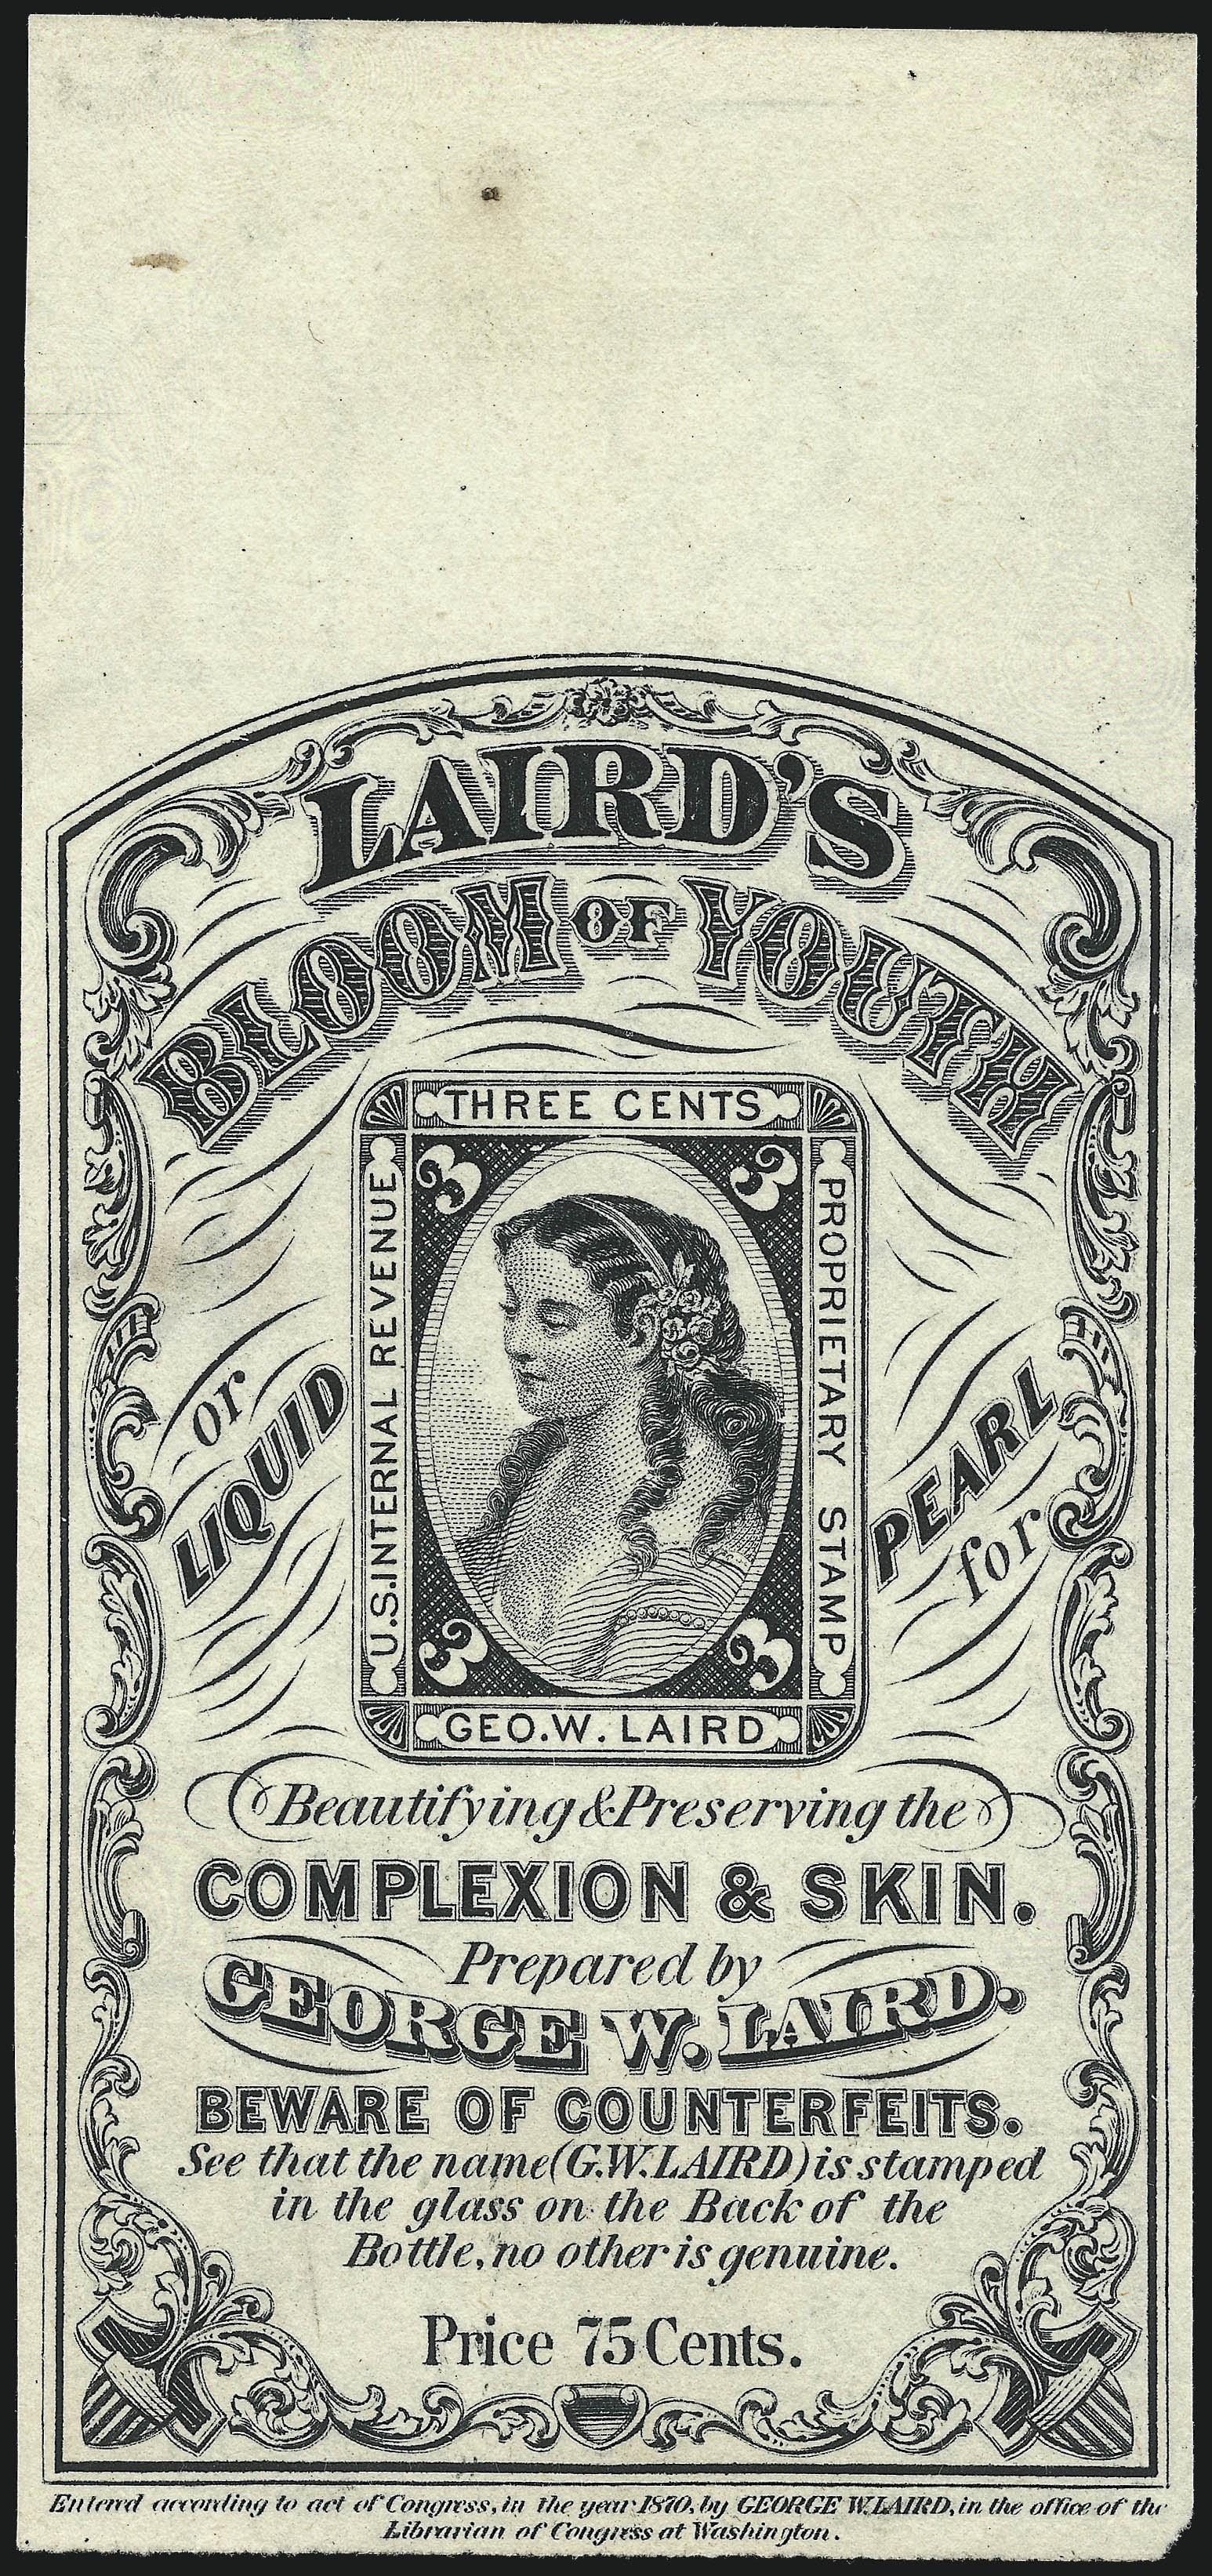 LAIRD'S
BLOOM OF YOUTH
THREE CENTS
3 3
U.S. INTERNAL REVENUE
PROPRIETARY STAMP
or
LIQUID
PEARL
for
3 3
GEO. W. LAIRD
Beautifying & Preserving the
COMPLEXION & SKIN.
Prepared by
GEORGE W. LAIRD.
BEWARE OF COUNTERFEITS.
See that the name (G.W. LAIRD) is stamped
in the glass on the Back of the
Bottle, no other is genuine.
Price 75 Cents.
Entered according to act of Congress, in the year 1870, by GEORGE W. LAIRD, in the office of the
Librarian of Congress at Washington.